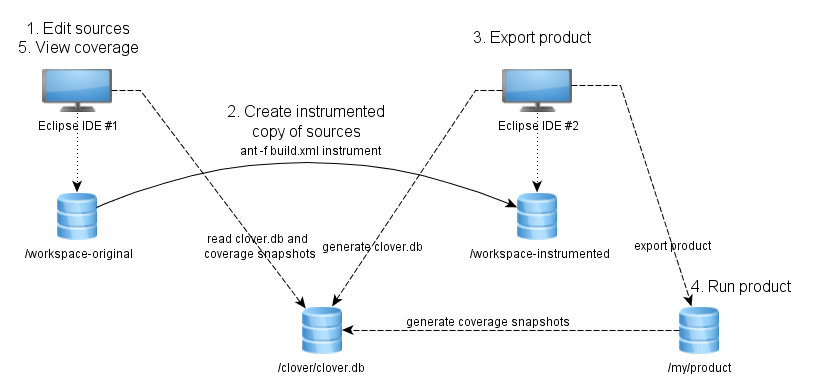 1. Edit sources
5. View coverage
3. Export product
Eclipse IDE #1
2. Create instrumented
copy of sources
ant -f build.xml instrument
Eclipse IDE #2
read clover.db and
coverage snapshots
generate clover.db
/workspace-original
/workspace-instrumented
export product
4. Run product
generate coverage snapshots
/clover/clover.db
/my/product